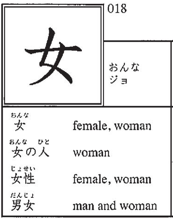 018
女
おんな
ジョ
おんな
女 female, woman
おんな ひと
女の人 woman
じょせい
女性 female, woman
だんじょ
男女 man and woman